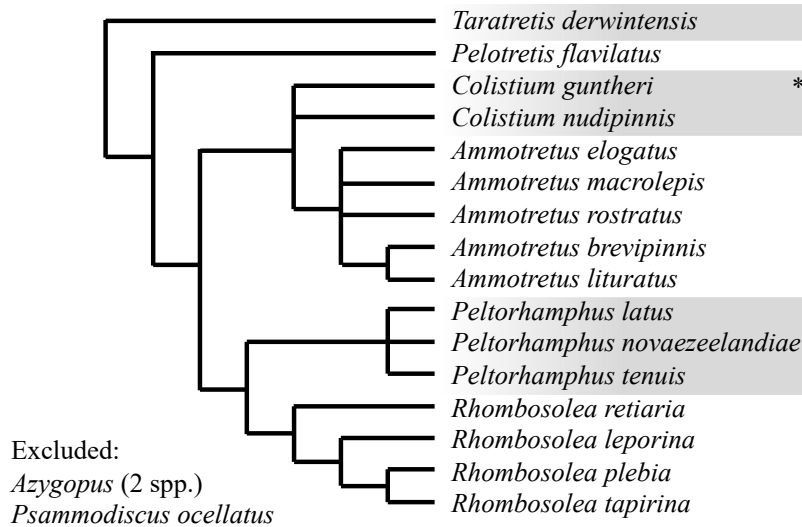 Taratretis derwintensis
Pelotretis flavilatus
Colistium guntheri *
Colistium nudipinnis
Ammotretus elogatus
Ammotretus macrolepis
Ammotretus rostratus
Ammotretus brevipinnis
Ammotretus lituratus
Peltorhamphus latus
Peltorhamphus novaezeelandiae
Peltorhamphus tenuis
Rhombosolea retiaria
Rhombosolea leporina
Rhombosolea plebia
Rhombosolea tapirina
Excluded:
Azygopus (2 spp.)
Psammodiscus ocellatus